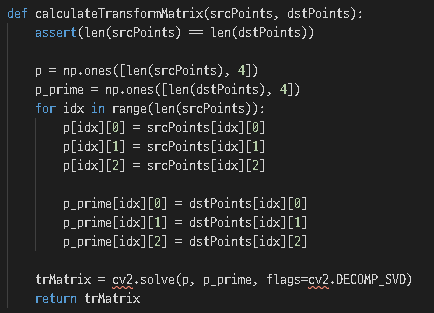 def calculateTransformMatrix(srcPoints, dstPoints):
    assert(len(srcPoints) == len(dstPoints))

    p = np.ones([len(srcPoints), 4])
    p_prime = np.ones([len(dstPoints), 4])
    for idx in range(len(srcPoints)):
        p[idx][0] = srcPoints[idx][0]
        p[idx][1] = srcPoints[idx][1]
        p[idx][2] = srcPoints[idx][2]

        p_prime[idx][0] = dstPoints[idx][0]
        p_prime[idx][1] = dstPoints[idx][1]
        p_prime[idx][2] = dstPoints[idx][2]

    trMatrix = cv2.solve(p, p_prime, flags=cv2.DECOMP_SVD)
    return trMatrix